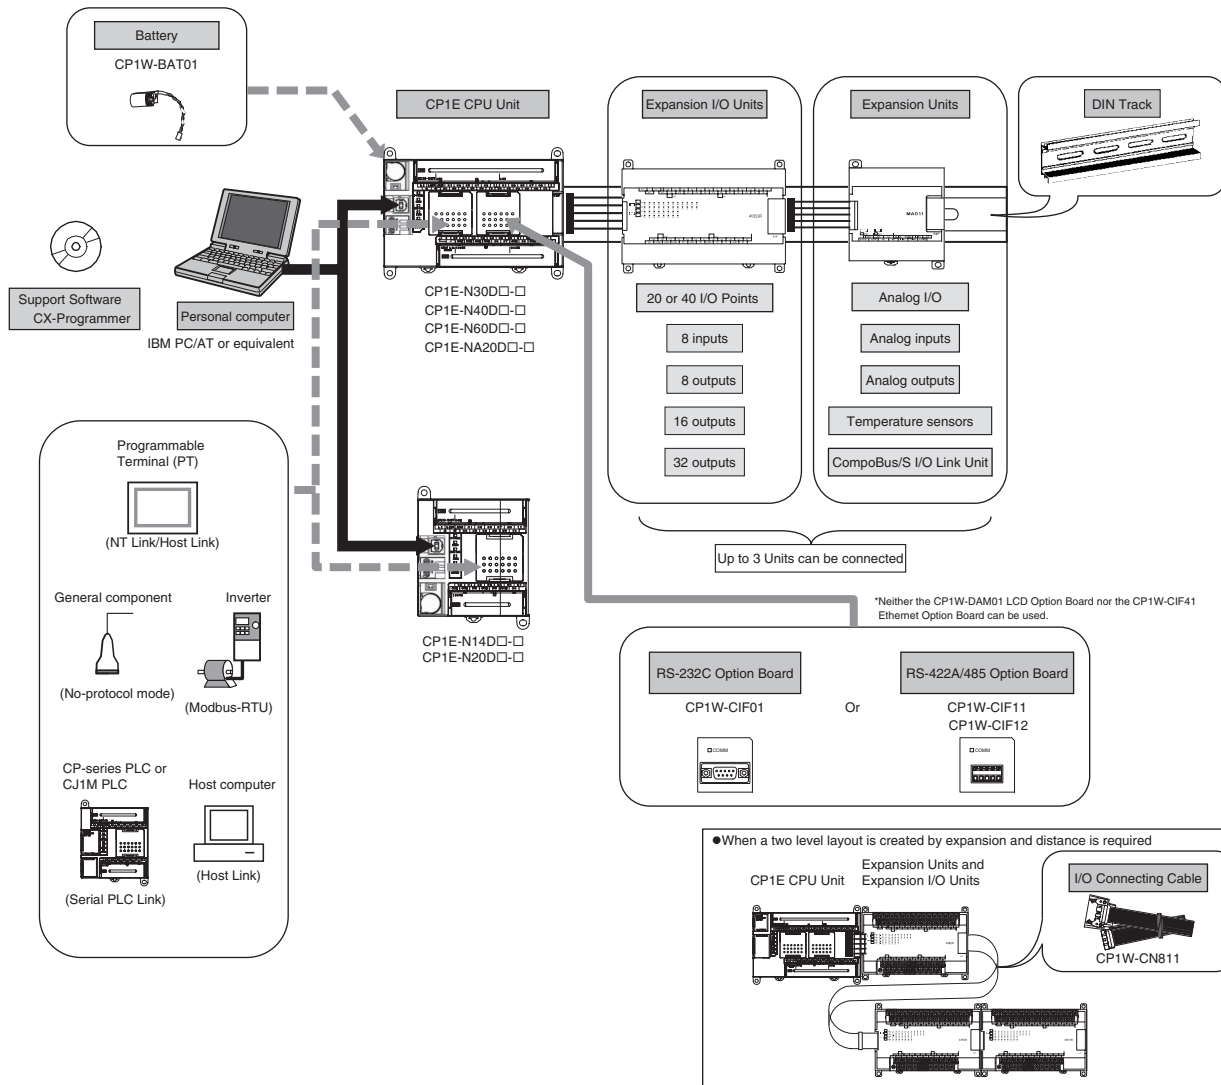 Battery
CP1W-BAT01
CP1E CPU Unit
Expansion I/O Units
Expansion Units
DIN Track
40EDR
MAD11
Support Software
CX-Programmer
Personal computer
IBM PC/AT or equivalent
CP1E-N30D□-□
CP1E-N40D□-□
CP1E-N60D□-□
CP1E-NA20D□-□
20 or 40 I/O Points
8 inputs
8 outputs
16 outputs
32 outputs
Analog I/O
Analog inputs
Analog outputs
Temperature sensors
CompoBus/S I/O Link Unit
Up to 3 Units can be connected
Programmable
Terminal (PT)
(NT Link/Host Link)
General component
(No-protocol mode)
Inverter
(Modbus-RTU)
CP-series PLC or
CJ1M PLC
(Serial PLC Link)
Host computer
(Host Link)
CP1E-N14D□-□
CP1E-N20D□-□
*Neither the CP1W-DAM01 LCD Option Board nor the CP1W-CIF41
Ethernet Option Board can be used.
RS-232C Option Board
CP1W-CIF01
COMM
Or
RS-422A/485 Option Board
CP1W-CIF11
CP1W-CIF12
COMM
●When a two level layout is created by expansion and distance is required
CP1E CPU Unit
Expansion Units and
Expansion I/O Units
I/O Connecting Cable
CP1W-CN811